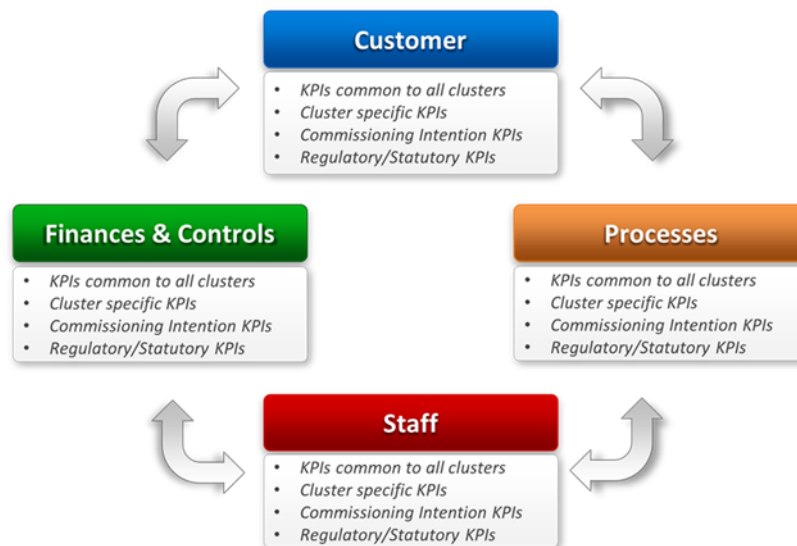 Customer
• KPIs common to all clusters
• Cluster specific KPIs
• Commissioning Intention KPIs
• Regulatory/Statutory KPIs
Finances & Controls
• KPIs common to all clusters
• Cluster specific KPIs
• Commissioning Intention KPIs
• Regulatory/Statutory KPIs
Processes
• KPIs common to all clusters
• Cluster specific KPIs
• Commissioning Intention KPIs
• Regulatory/Statutory KPIs
Staff
• KPIs common to all clusters
• Cluster specific KPIs
• Commissioning Intention KPIs
• Regulatory/Statutory KPIs